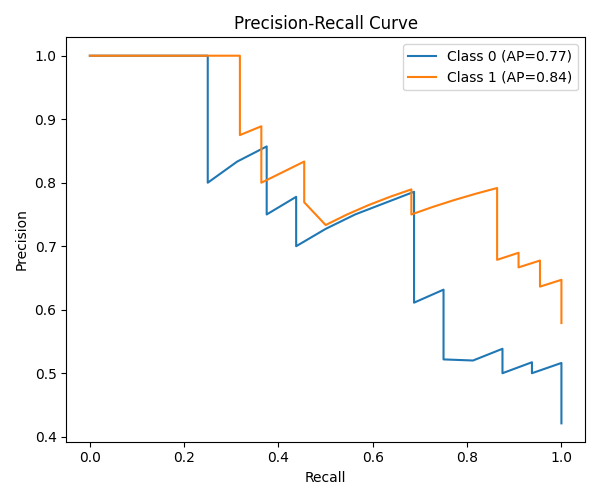 Precision-Recall Curve
Class 0 (AP=0.77)
Class 1 (AP=0.84)
1.0
0.9
0.8
0.7
0.6
0.5
0.4
Precision
0.0 0.2 0.4 0.6 0.8 1.0
Recall